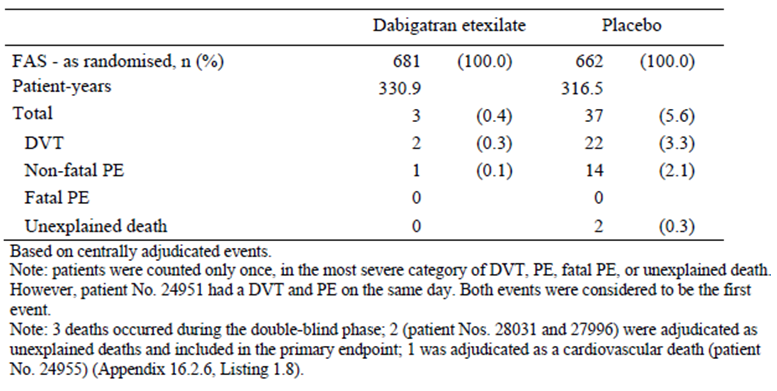 Dabigatran etexilate Placebo
FAS - as randomised, n (%) 681 (100.0) 662 (100.0)
Patient-years 330.9 316.5
Total 3 (0.4) 37 (5.6)
DVT 2 (0.3) 22 (3.3)
Non-fatal PE 1 (0.1) 14 (2.1)
Fatal PE 0 0
Unexplained death 0 2 (0.3)
Based on centrally adjudicated events.
Note: patients were counted only once, in the most severe category of DVT, PE, fatal PE, or unexplained death.
However, patient No. 24951 had a DVT and PE on the same day. Both events were considered to be the first
event.
Note: 3 deaths occurred during the double-blind phase; 2 (patient Nos. 28031 and 27996) were adjudicated as
unexplained deaths and included in the primary endpoint; 1 was adjudicated as a cardiovascular death (patient
No. 24955) (Appendix 16.2.6, Listing 1.8).